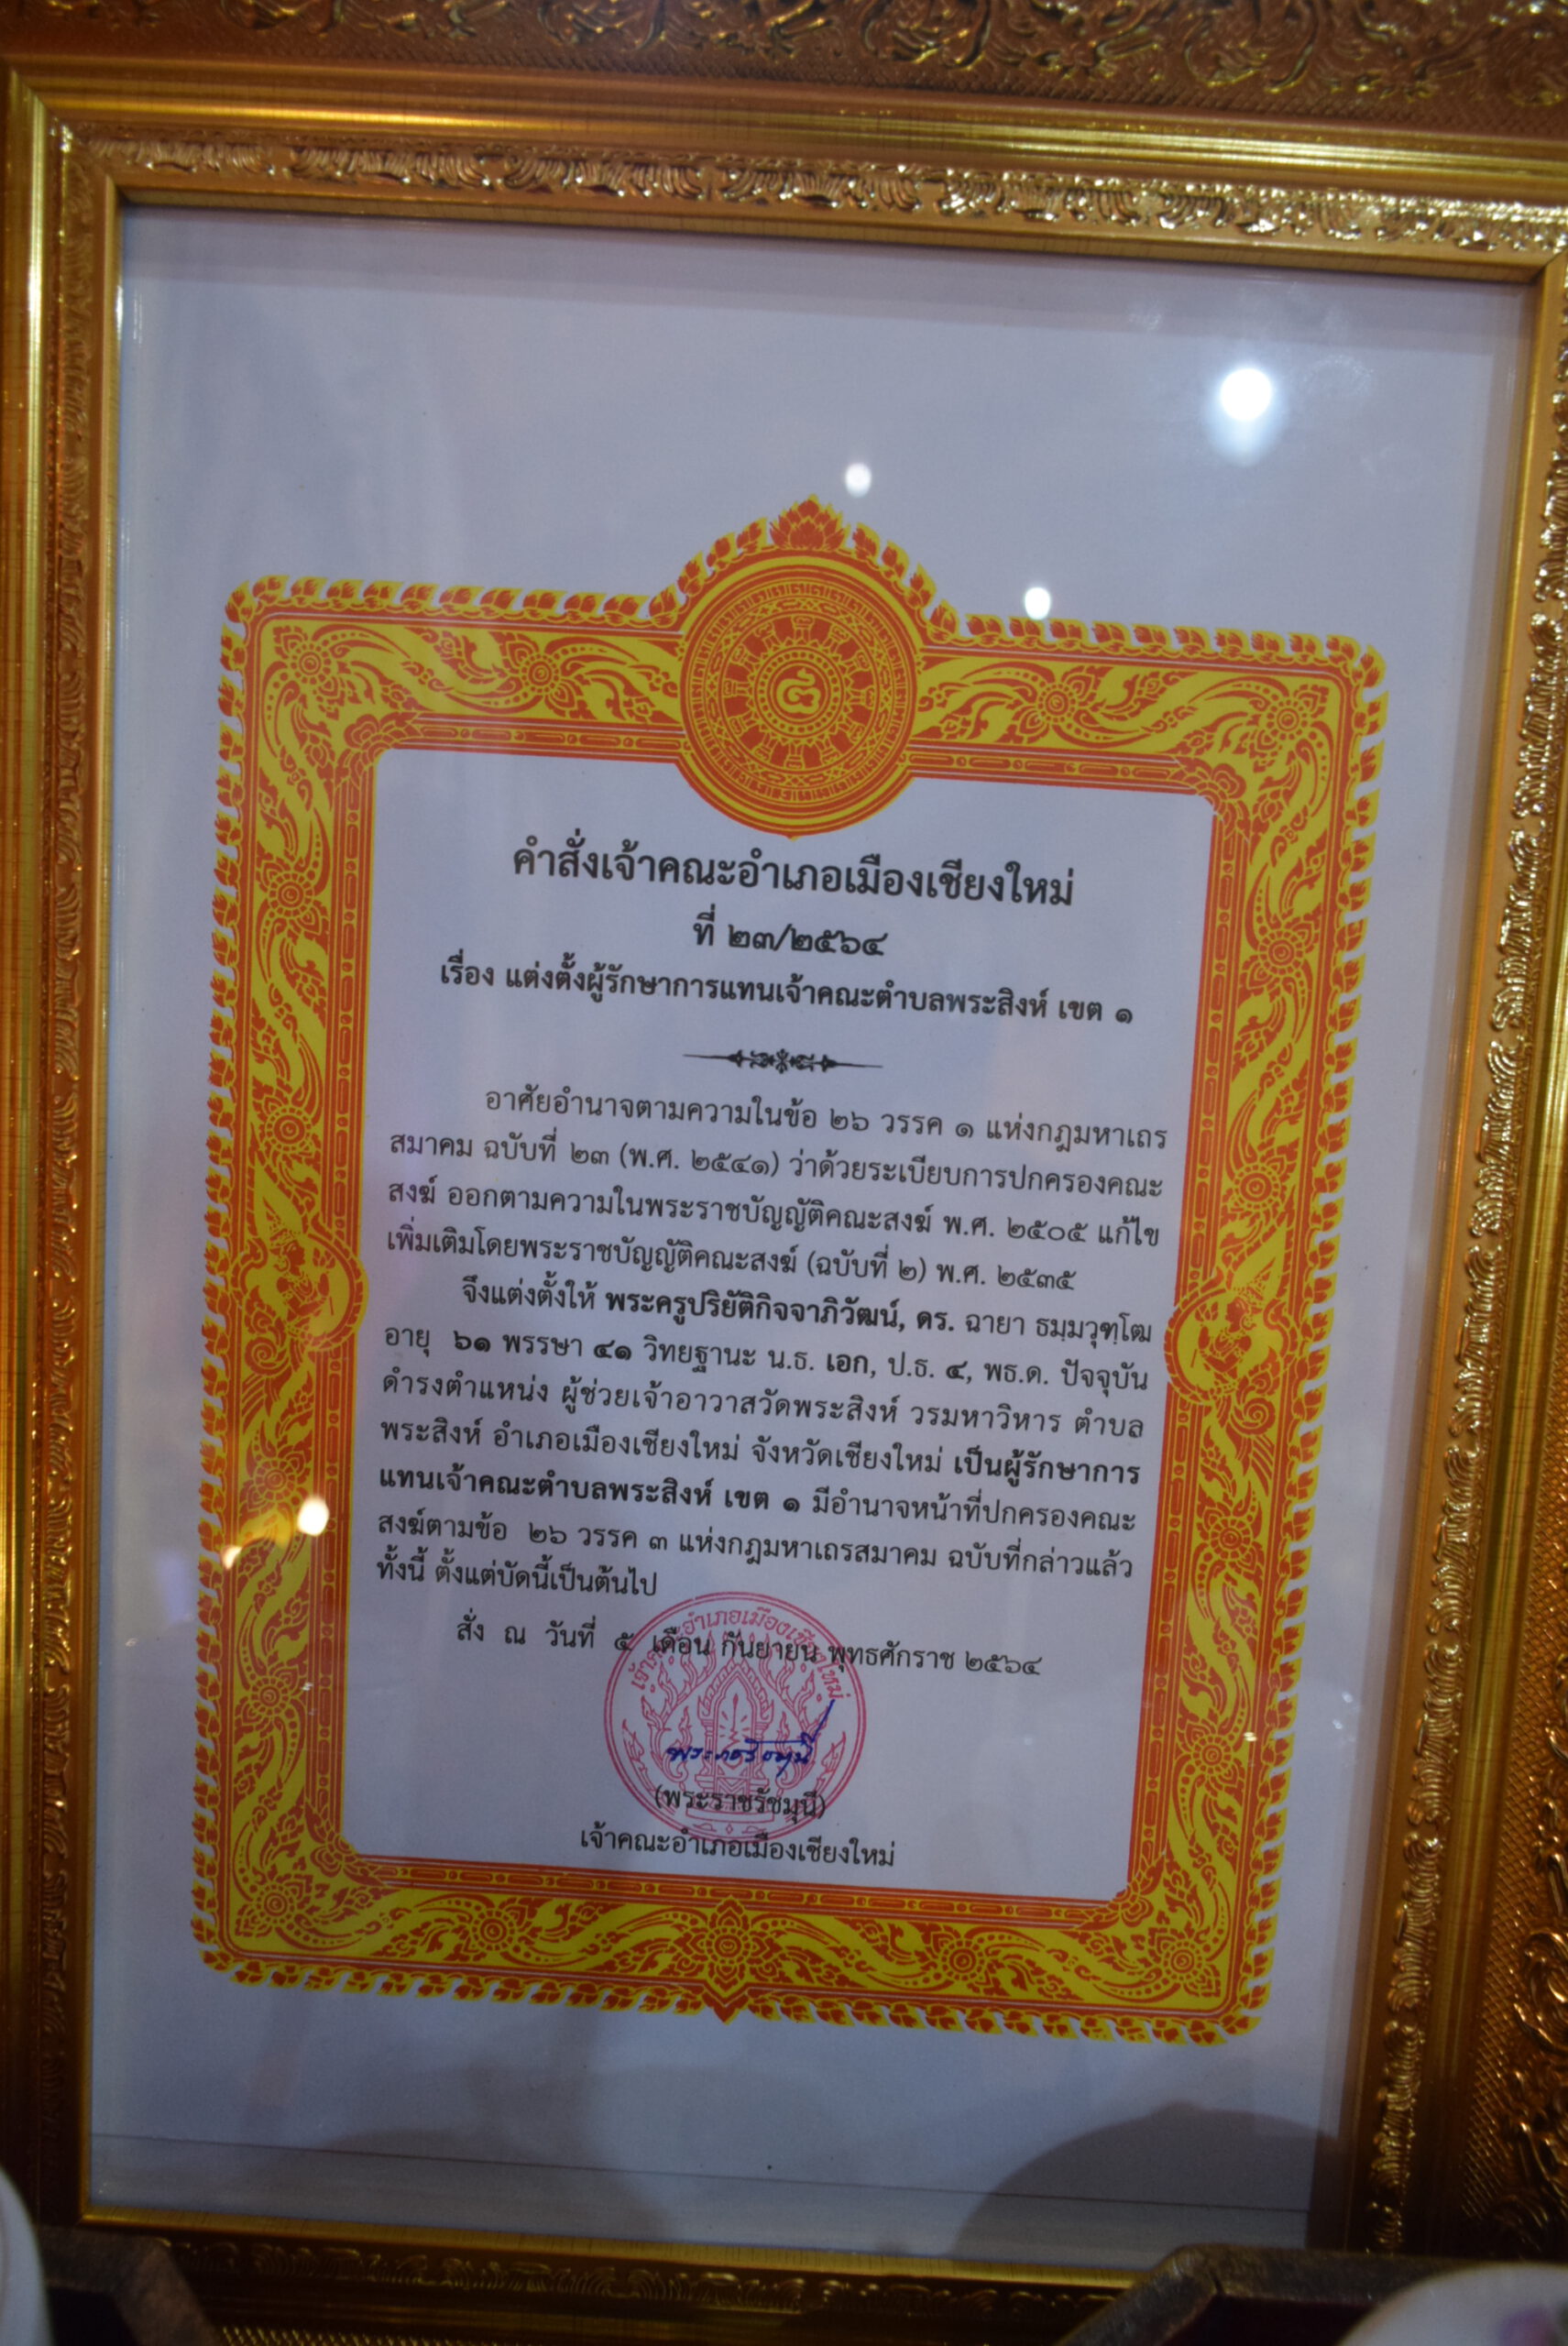 ๘๔
คำสั่งเจ้าคณะอำเภอเมืองเชียงใหม่
ที่ ๒๓/๒๕๖๔
เรื่อง แต่งตั้งผู้รักษาการแทนเจ้าคณะตำบลพระสิงห์ เขต ๑
อาศัยอำนาจตามความในข้อ ๒๖ วรรค ๑ แห่งกฎมหาเถร
สมาคม ฉบับที่ ๒๓ (พ.ศ. ๒๕๔๑) ว่าด้วยระเบียบการปกครองคณะ
สงฆ์ ออกตามความในพระราชบัญญัติคณะสงฆ์ พ.ศ. ๒๕๐๕ แก้ไข
เพิ่มเติมโดยพระราชบัญญัติคณะสงฆ์ (ฉบับที่ ๒) พ.ศ. ๒๕๓๕
จึงแต่งตั้งให้ พระครูปริยัติกิจจาภิวัฒน์, ดร. ฉายา ธมฺมวุฑฺโฒ
อายุ ๖๑ พรรษา ๔๑ วิทยฐานะ น.ธ. เอก, ป.ธ. ๔, พธ.ด. ปัจจุบัน
ดำรงตำแหน่ง ผู้ช่วยเจ้าอาวาสวัดพระสิงห์ วรมหาวิหาร ตำบล
พระสิงห์ อำเภอเมืองเชียงใหม่ จังหวัดเชียงใหม่ เป็นผู้รักษาการ
แทนเจ้าคณะตำบลพระสิงห์ เขต ๑ มีอำนาจหน้าที่ปกครองคณะ
สงฆ์ตามข้อ ๒๖ วรรค ๓ แห่งกฎมหาเถรสมาคม ฉบับที่กล่าวแล้ว
ทั้งนี้ ตั้งแต่บัดนี้เป็นต้นไป
สั่ง ณ วันที่ ๕ เดือน กันยายน พุทธศักราช ๒๕๖๔
เจ้าคณะอำเภอเมืองเชียงใหม่
(พระราชรัชมุนี)
เจ้าคณะอำเภอเมืองเชียงใหม่